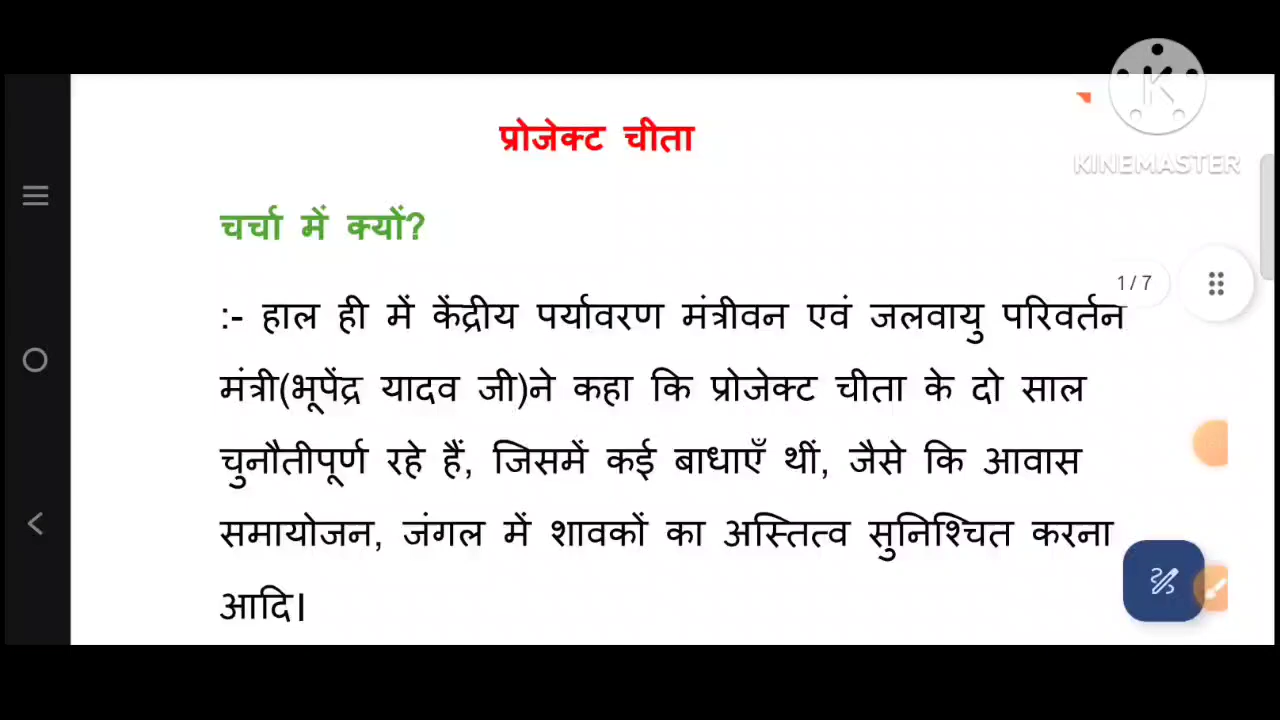 KINEMASTER
प्रोजेक्ट चीता
चर्चा में क्यों?
1/7
:- हाल ही में केंद्रीय पर्यावरण मंत्रीवन एवं जलवायु परिवर्तन
मंत्री(भूपेंद्र यादव जी)ने कहा कि प्रोजेक्ट चीता के दो साल
चुनौतीपूर्ण रहे हैं, जिसमें कई बाधाएँ थीं, जैसे कि आवास
समायोजन, जंगल में शावकों का अस्तित्व सुनिश्चित करना
आदि।